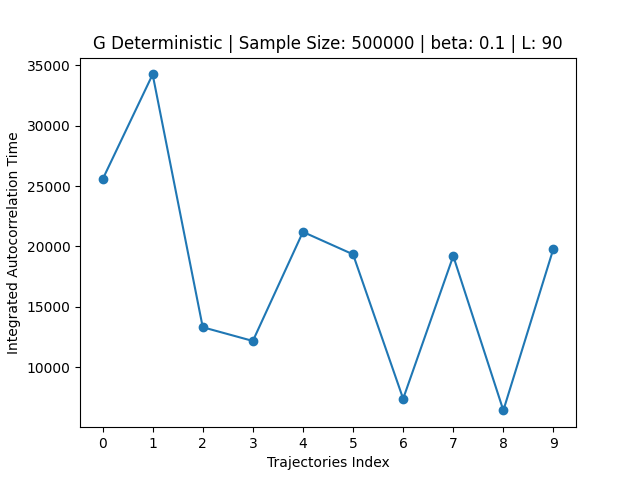 G Deterministic | Sample Size: 500000 | beta: 0.1 | L: 90
35000
30000
25000
20000
15000
10000
Integrated Autocorrelation Time
0 1 2 3 4 5 6 7 8 9
Trajectories Index